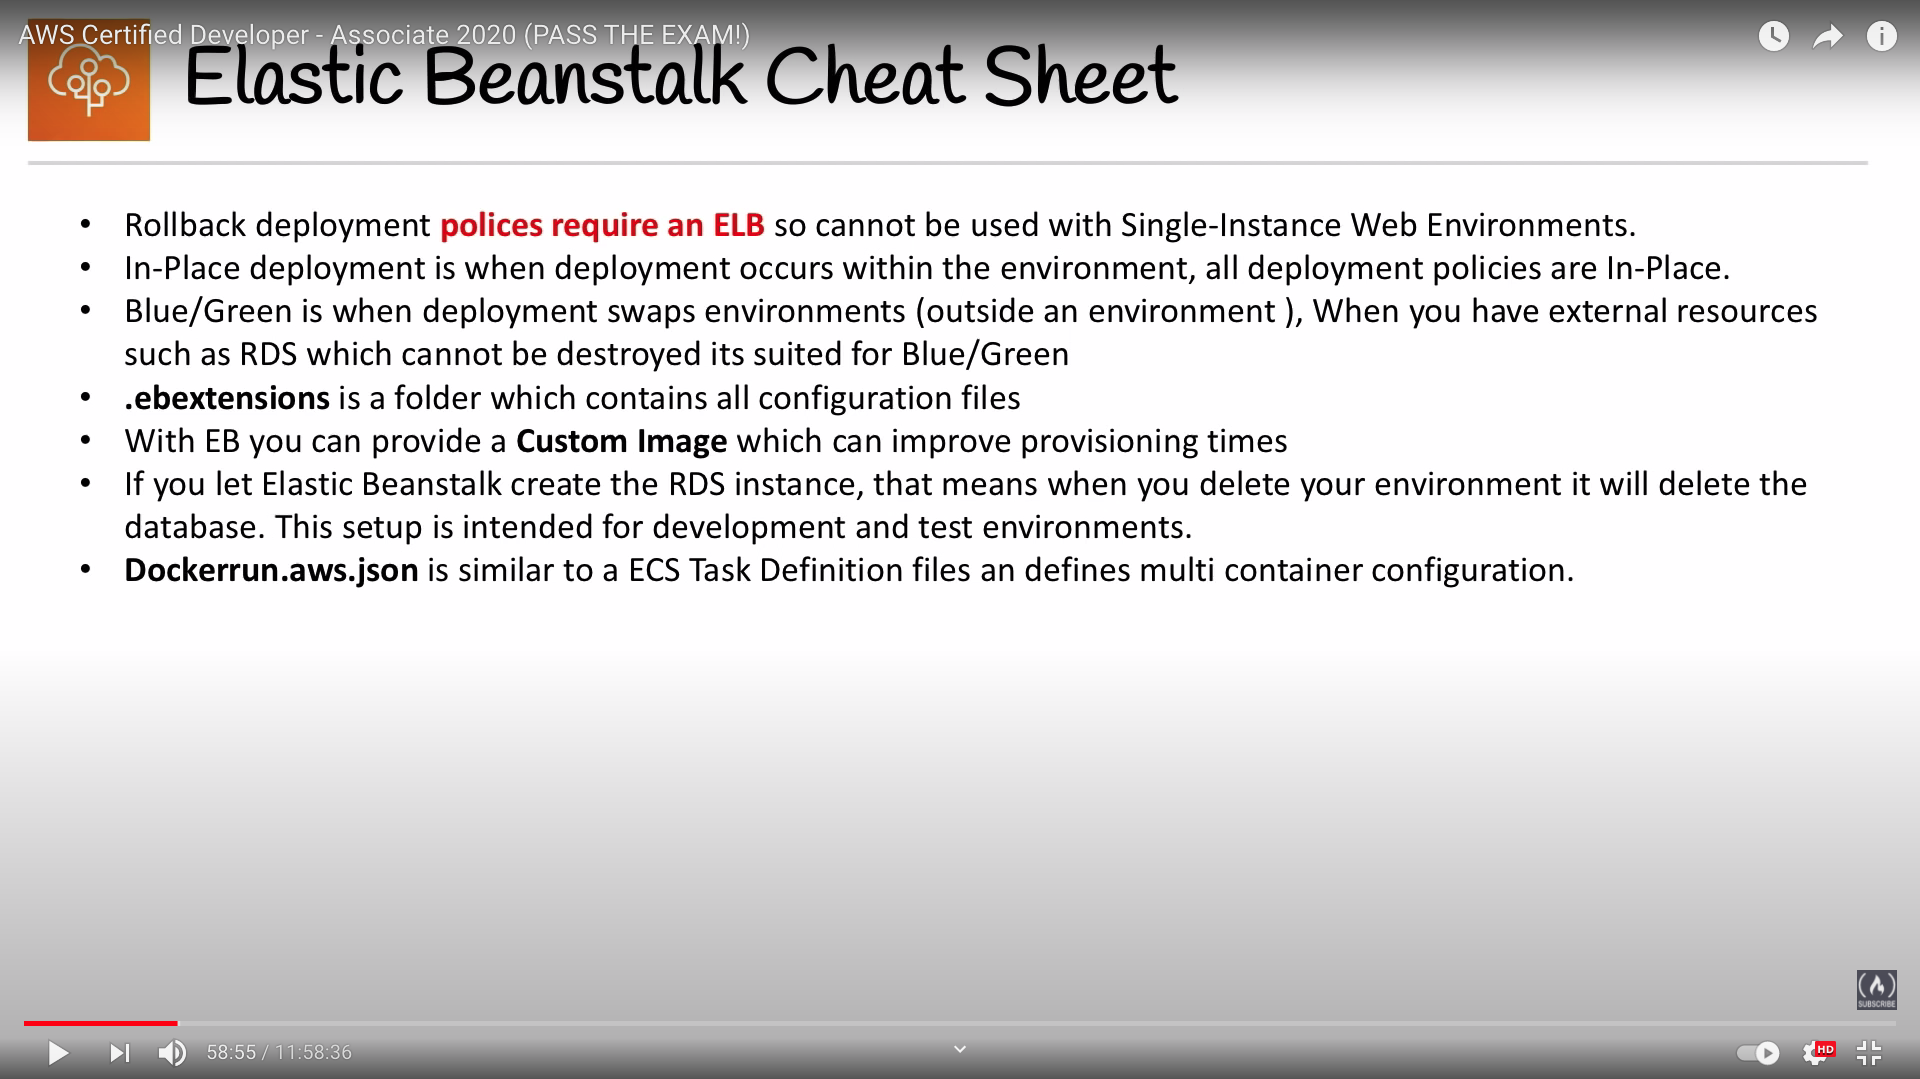 AWS Certified Developer - Associate 2020 (PASS THE EXAM!)
Elastic Beanstalk Cheat Sheet
• Rollback deployment polices require an ELB so cannot be used with Single-Instance Web Environments.
• In-Place deployment is when deployment occurs within the environment, all deployment policies are In-Place.
• Blue/Green is when deployment swaps environments (outside an environment ), When you have external resources
such as RDS which cannot be destroyed its suited for Blue/Green
• .ebextensions is a folder which contains all configuration files
• With EB you can provide a Custom Image which can improve provisioning times
• If you let Elastic Beanstalk create the RDS instance, that means when you delete your environment it will delete the
database. This setup is intended for development and test environments.
• Dockerrun.aws.json is similar to a ECS Task Definition files an defines multi container configuration.
SUBSCRIBE
58:55 / 11:58:36
HD